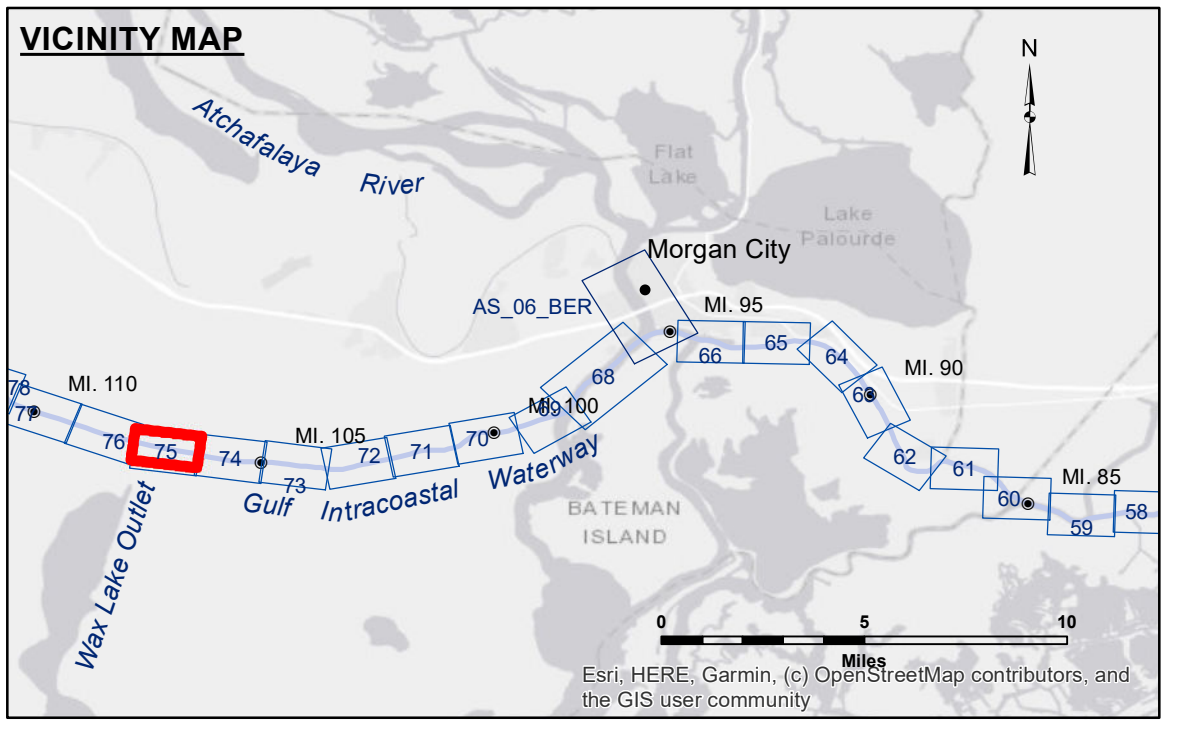 VICINITY MAP
N
Atchafalaya
River
Flat
Lake
Lake
Palourde
Morgan City
AS_06_BER
MI. 95
66
65
64
MI. 90
63
68
78
MI. 110
77
69
MI. 100
76
75
74
MI. 105
73
72
71
70
62
61
60
MI. 85
59
58
Gulf
Intracoastal
Waterway
Wax Lake Outlet
BATEMAN
ISLAND
0 5 10
Miles
Esri, HERE, Garmin, (c) OpenStreetMap contributors, and
the GIS user community